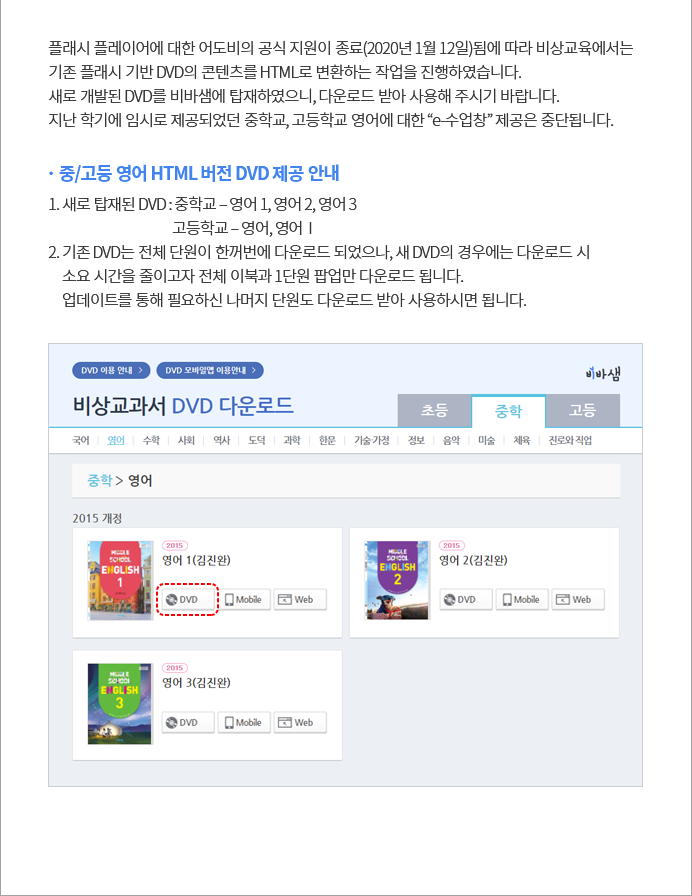 플래시 플레이어에 대한 어도비의 공식 지원이 종료(2020년 1월 12일)됨에 따라 비상교육에서는
기존 플래시 기반 DVD의 콘텐츠를 HTML로 변환하는 작업을 진행하였습니다.
새로 개발된 DVD를 비바샘에 탑재하였으니, 다운로드 받아 사용해 주시기 바랍니다.
지난 학기에 임시로 제공되었던 중학교, 고등학교 영어에 대한 “e-수업창” 제공은 중단됩니다.
· 중/고등 영어 HTML 버전 DVD 제공 안내
1. 새로 탑재된 DVD : 중학교 – 영어 1, 영어 2, 영어 3
고등학교 – 영어, 영어 Ⅰ
2. 기존 DVD는 전체 단원이 한꺼번에 다운로드 되었으나, 새 DVD의 경우에는 다운로드 시
소요 시간을 줄이고자 전체 이북과 1단원 팝업만 다운로드 됩니다.
업데이트를 통해 필요하신 나머지 단원도 다운로드 받아 사용하시면 됩니다.
DVD 이용 안내 > DVD 모바일앱 이용안내 >
비바샘
비상교과서 DVD 다운로드
초등 중학 고등
국어 영어 수학 사회 역사 도덕 과학 한문 기술·가정 정보 음악 미술 체육 진로와 직업
중학 > 영어
2015 개정
2015 2015
영어 1(김진완) 영어 2(김진완)
MIDDLE SCHOOL ENGLISH 1
MIDDLE SCHOOL ENGLISH 2
DVD Mobile Web DVD Mobile Web
2015
영어 3(김진완)
MIDDLE SCHOOL ENGLISH 3
DVD Mobile Web